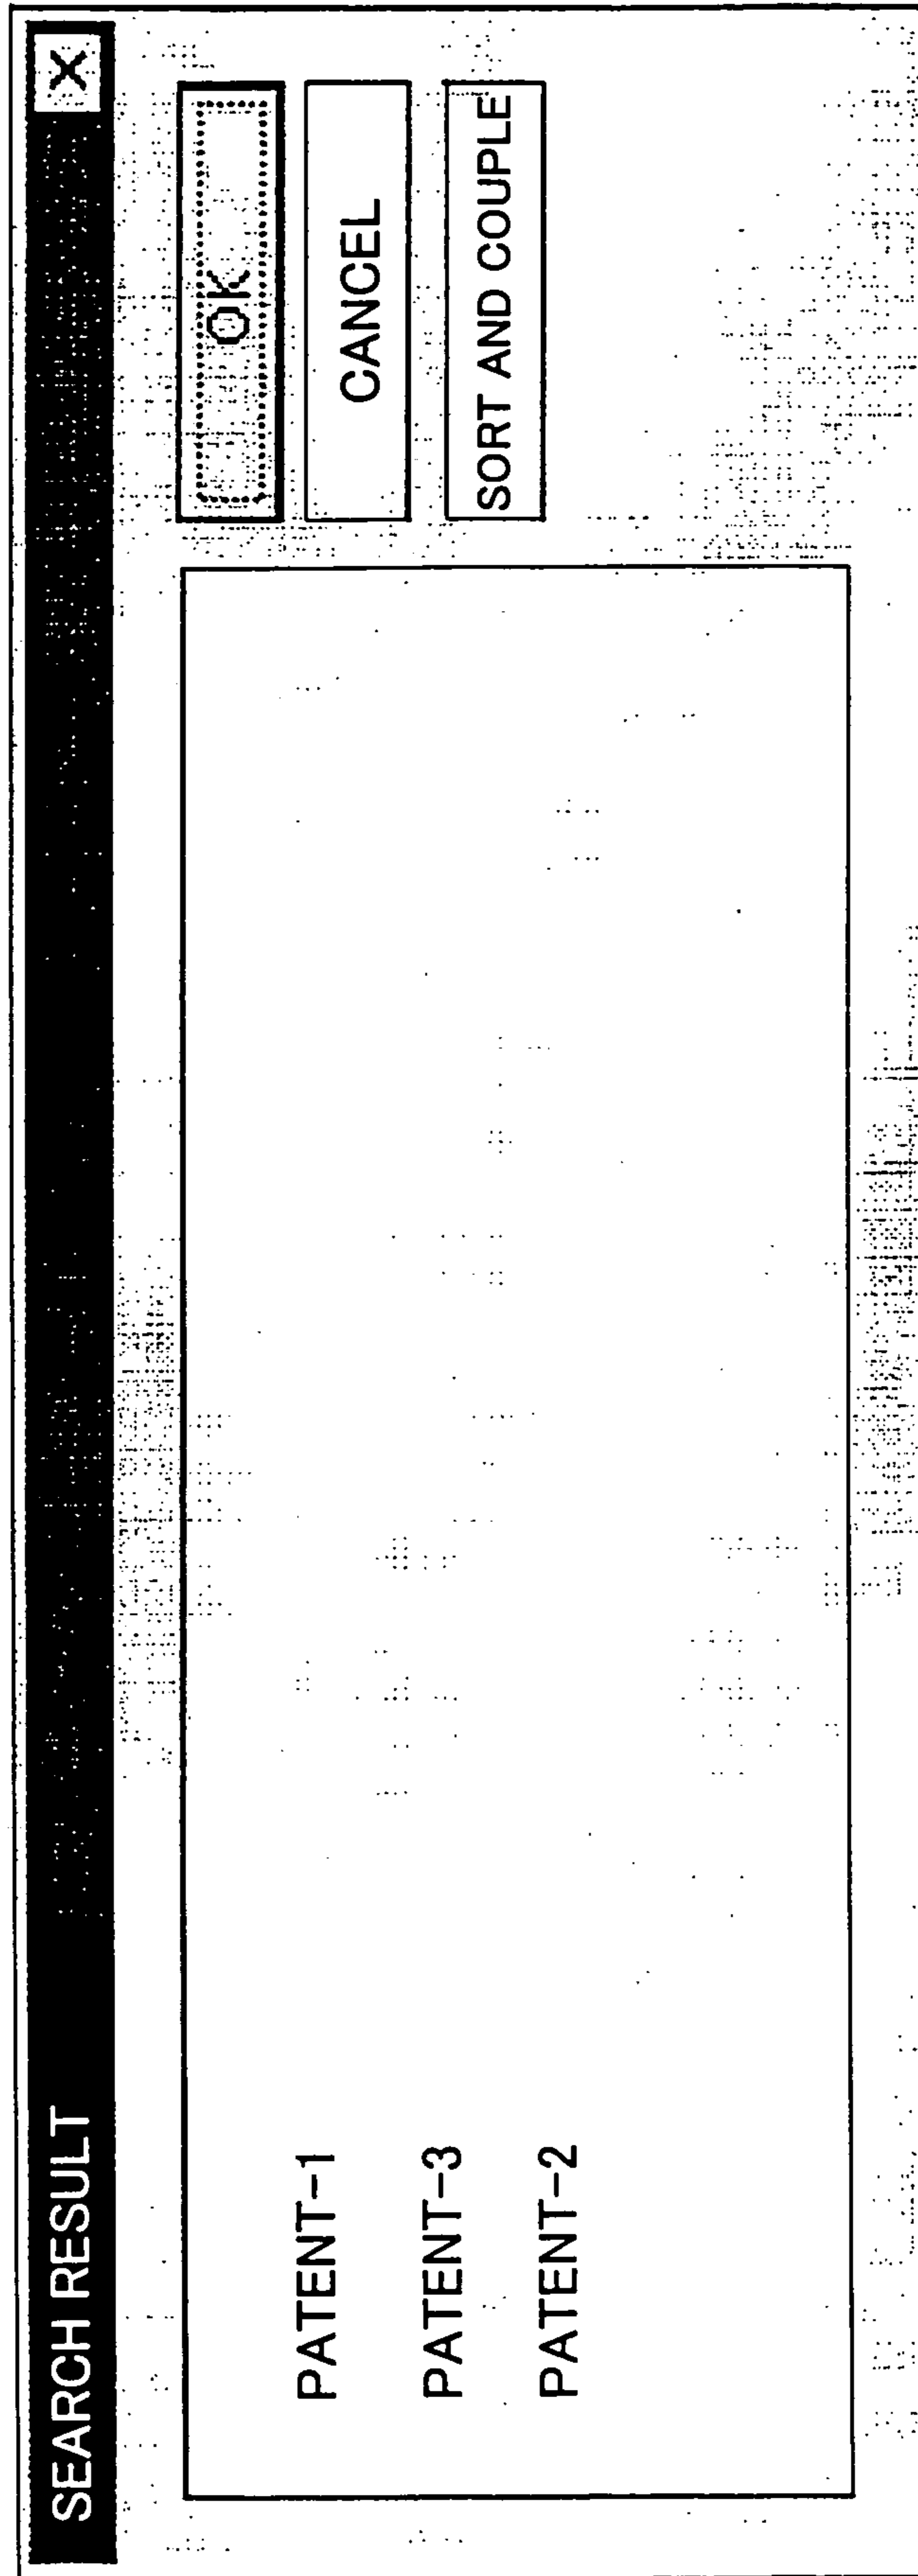 SEARCH RESULT
X
PATENT-1
PATENT-3
PATENT-2
OK
CANCEL
SORT AND COUPLE